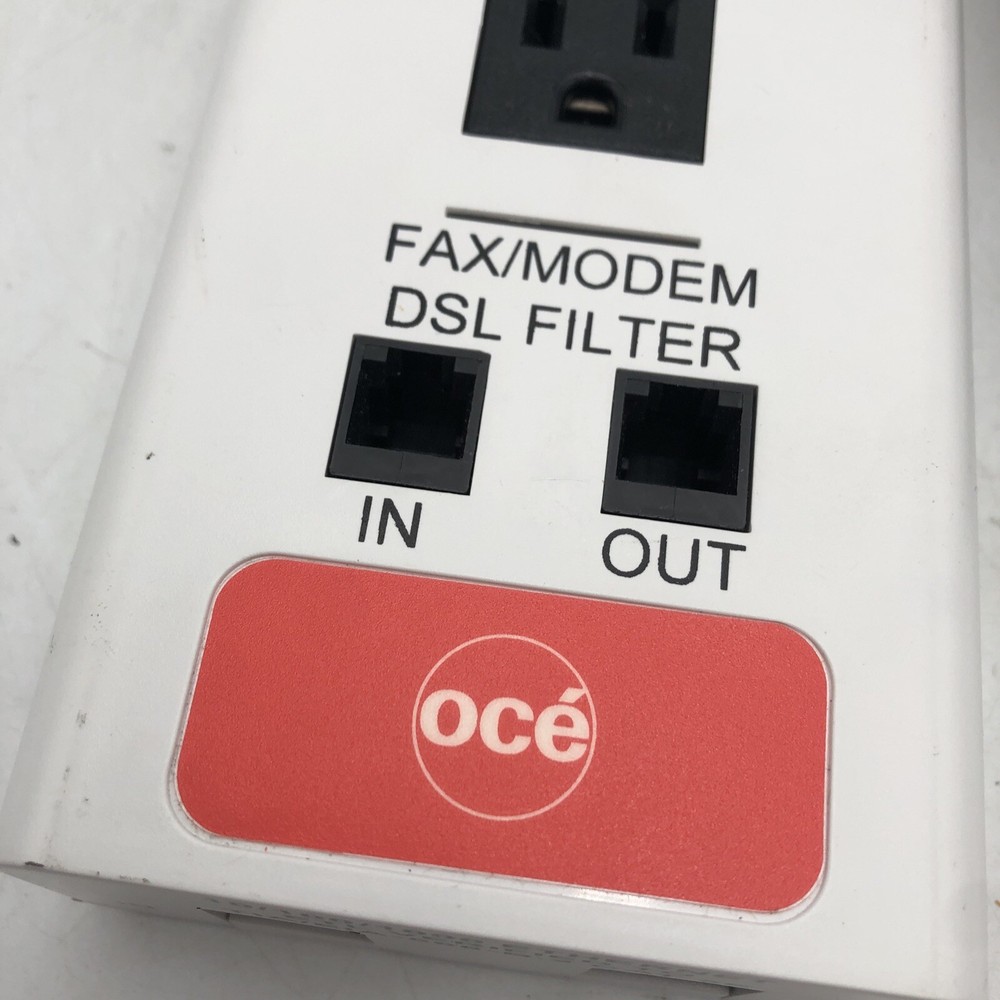 FAX/MODEM
DSL FILTER
IN
OUT
océ